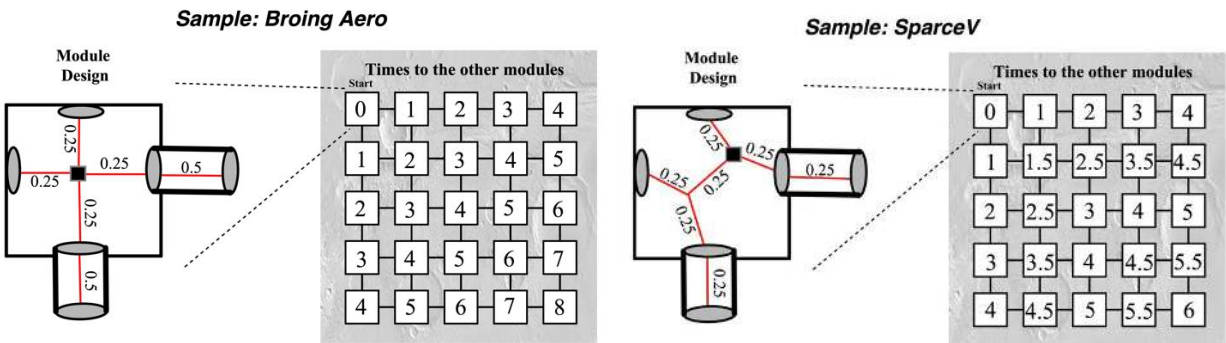 Sample: Broing Aero
Module
Design
0.25
0.25
0.25
0.5
0.25
0.5
Times to the other modules
Start
0 1 2 3 4
1 2 3 4 5
2 3 4 5 6
3 4 5 6 7
4 5 6 7 8
Sample: SparceV
Module
Design
0.25
0.25
0.25
0.25
0.25
0.25
0.25
Times to the other modules
Start
0 1 2 3 4
1 1.5 2.5 3.5 4.5
2 2.5 3 4 5
3 3.5 4 4.5 5.5
4 4.5 5 5.5 6